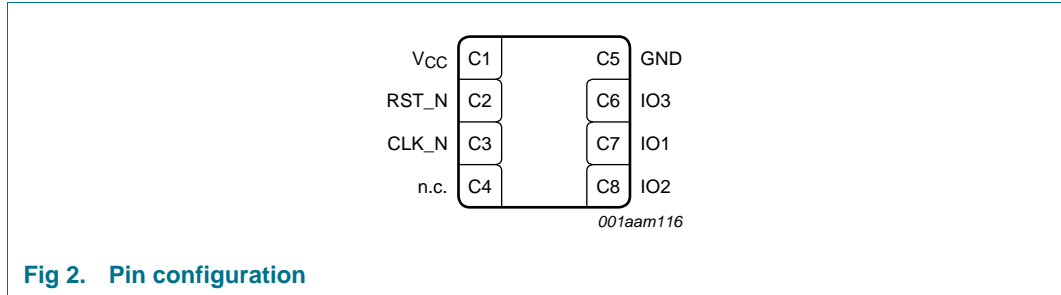 VCC C1 C5 GND
RST_N C2 C6 IO3
CLK_N C3 C7 IO1
n.c. C4 C8 IO2
001aam116
Fig 2. Pin configuration